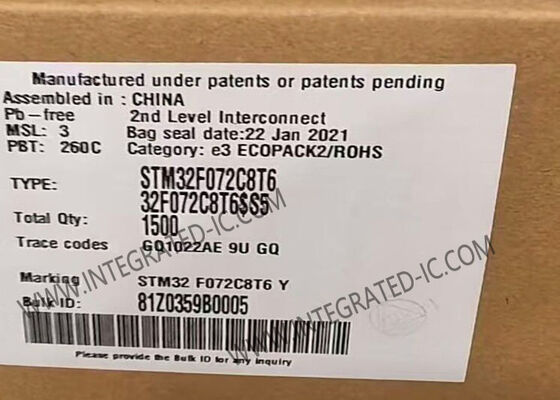 Manufactured under patents or patents pending
Assembled in : CHINA
Pb-free 2nd Level Interconnect
MSL: 3 Bag seal date:22 Jan 2021
PBT: 260C Category: e3 ECOPACK2/ROHS
TYPE: STM32F072C8T6
32F072C8T6$S5
Total Qty: 1500
Trace codes GQ1022AE 9U GQ
Marking STM32 F072C8T6 Y
Bulk ID: 81Z0359B0005
Please provide the Bulk ID for any inquiry
WWW.INTEGRATED-IC.COM
WWW.INTEGRATED-IC.COM